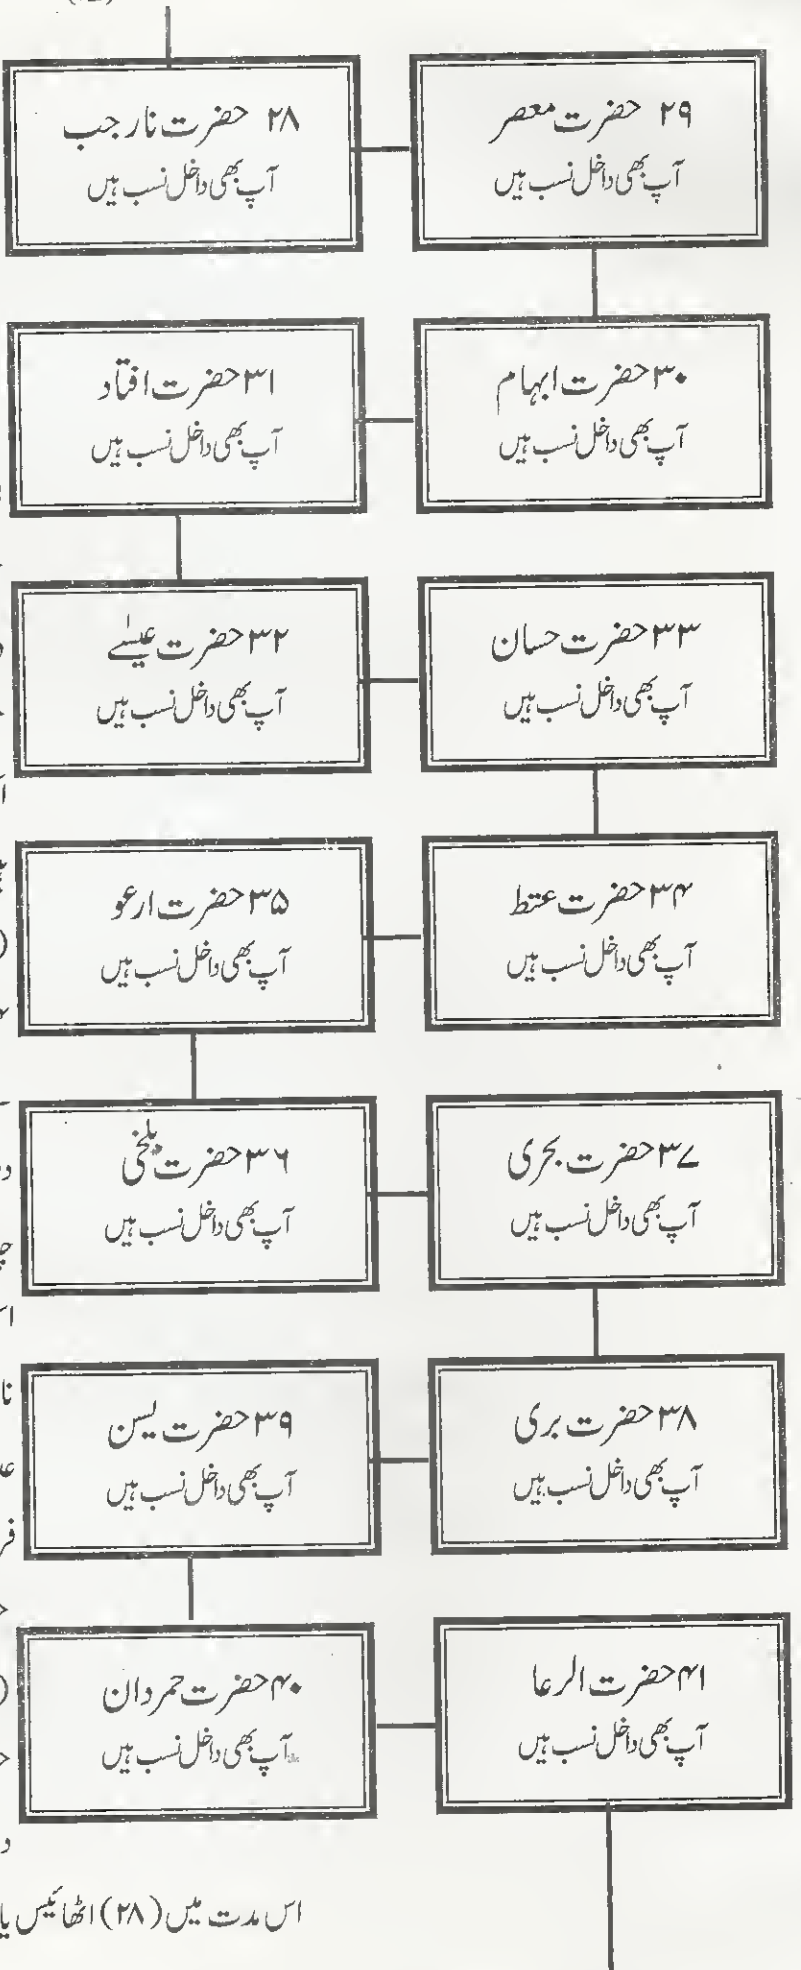 ۲۸ حضرت نارجب
آپ بھی داخل نسب ہیں
۲۹ حضرت معصر
آپ بھی داخل نسب ہیں
۳۰ حضرت ابہام
آپ بھی داخل نسب ہیں
۳۱ حضرت افتاد
آپ بھی داخل نسب ہیں
۳۲ حضرت عیسےٰ
آپ بھی داخل نسب ہیں
۳۳ حضرت حسان
آپ بھی داخل نسب ہیں
۳۴ حضرت عتط
آپ بھی داخل نسب ہیں
۳۵ حضرت ارعو
آپ بھی داخل نسب ہیں
۳۶ حضرت یلخی
آپ بھی داخل نسب ہیں
۳۷ حضرت بحری
آپ بھی داخل نسب ہیں
۳۸ حضرت بری
آپ بھی داخل نسب ہیں
۳۹ حضرت یسن
آپ بھی داخل نسب ہیں
۴۰ حضرت حمردان
آپ بھی داخل نسب ہیں
۴۱ حضرت الرعا
آپ بھی داخل نسب ہیں
اس مدت میں (۲۸) اٹھائیس یا